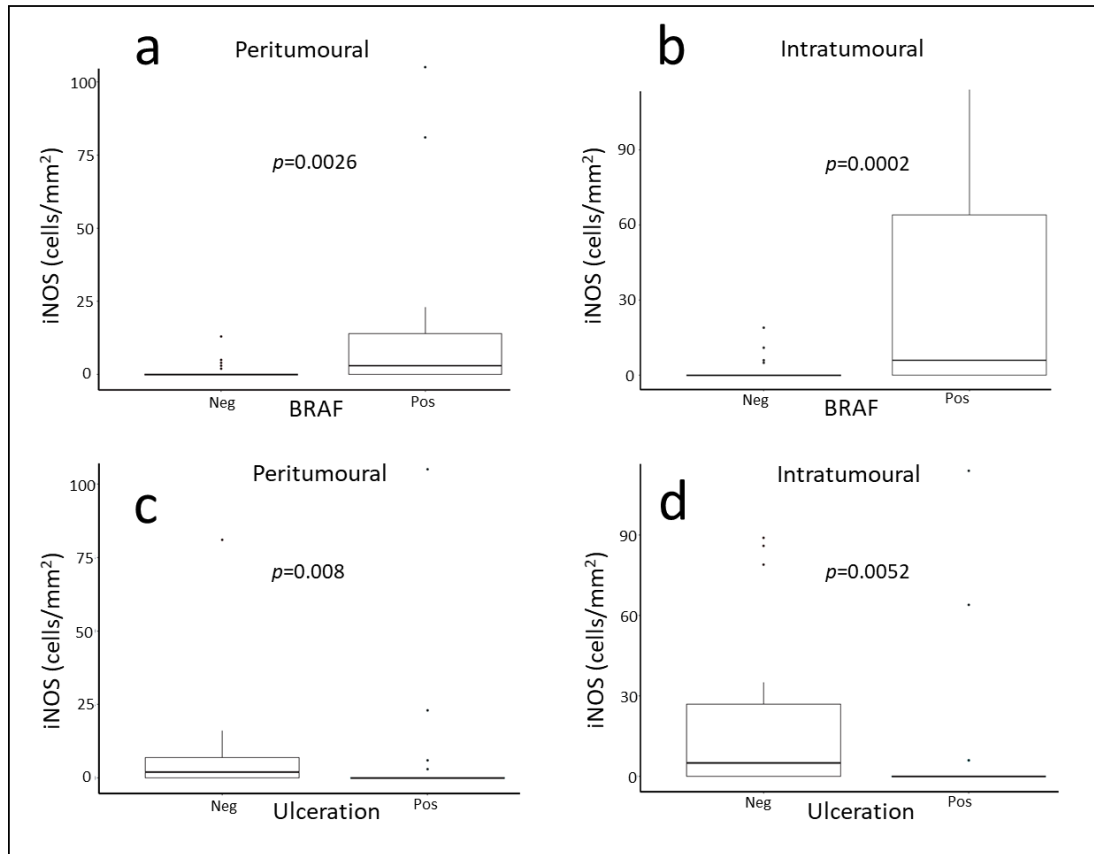 a
Peritumoural
100
75
50
25
0
iNOS (cells/mm²)
p=0.0026
Neg
Pos
BRAF
b
Intratumoural
90
60
30
0
iNOS (cells/mm²)
p=0.0002
Neg
Pos
BRAF
c
Peritumoural
100
75
50
25
0
iNOS (cells/mm²)
p=0.008
Neg
Pos
Ulceration
d
Intratumoural
90
60
30
0
iNOS (cells/mm²)
p=0.0052
Neg
Pos
Ulceration